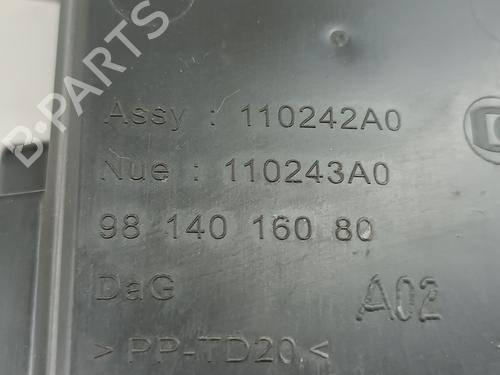 Assy : 110242A0
Nue : 110243A0
98 140 160 80
DaG
A02
> PP-TD20 <
B-PARTS